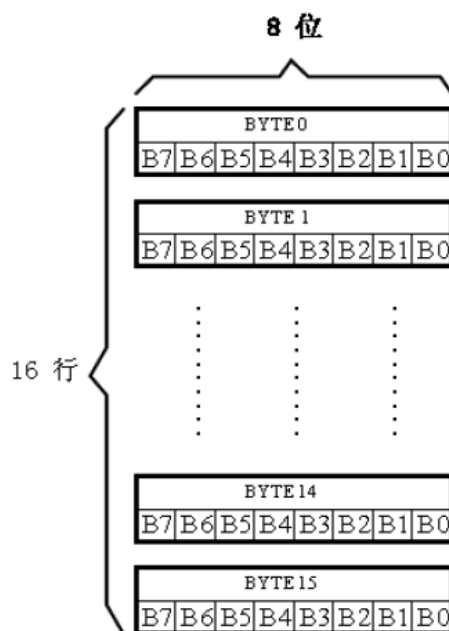 8 位
BYTE0
B7 B6 B5 B4 B3 B2 B1 B0
BYTE 1
B7 B6 B5 B4 B3 B2 B1 B0
16 行
BYTE14
B7 B6 B5 B4 B3 B2 B1 B0
BYTE15
B7 B6 B5 B4 B3 B2 B1 B0